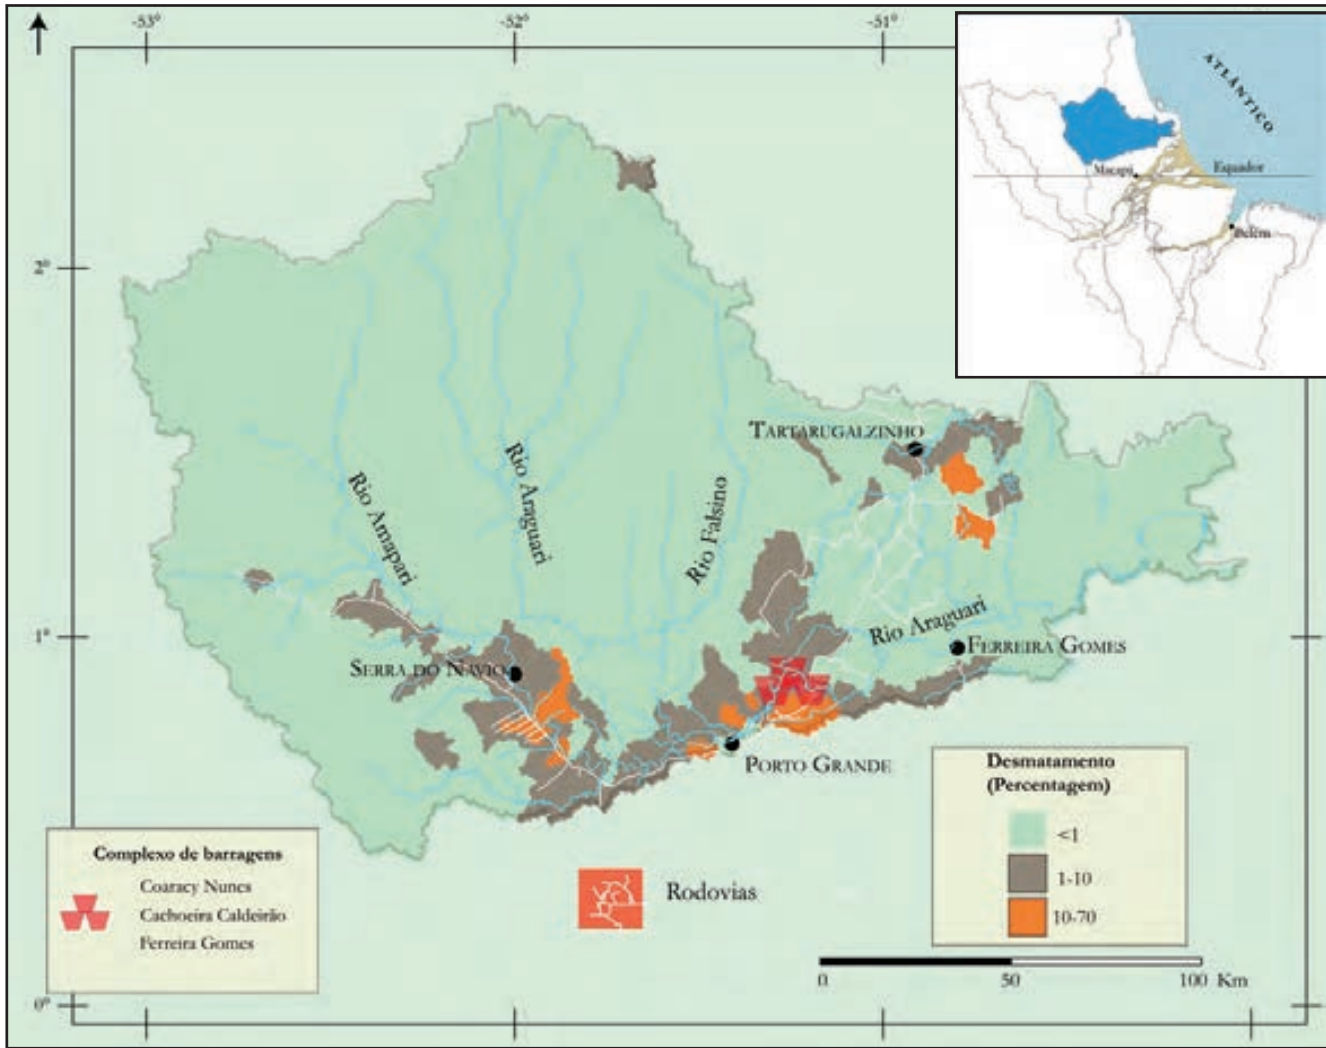 -53°
-52°
-51°
ATLÂNTICO
Macapá
Equador
Belém
2°
TARTARUGALZINHO
Rio Amapari
Rio Araguari
Rio Falsino
1°
Rio Araguari
FERREIRA GOMES
SERRA DO NAVIO
PORTO GRANDE
Desmatamento
(Percentagem)
<1
1-10
10-70
Complexo de barragens
Coaracy Nunes
Cachoeira Caldeirão
Ferreira Gomes
Rodovias
0
50
100 Km
0°